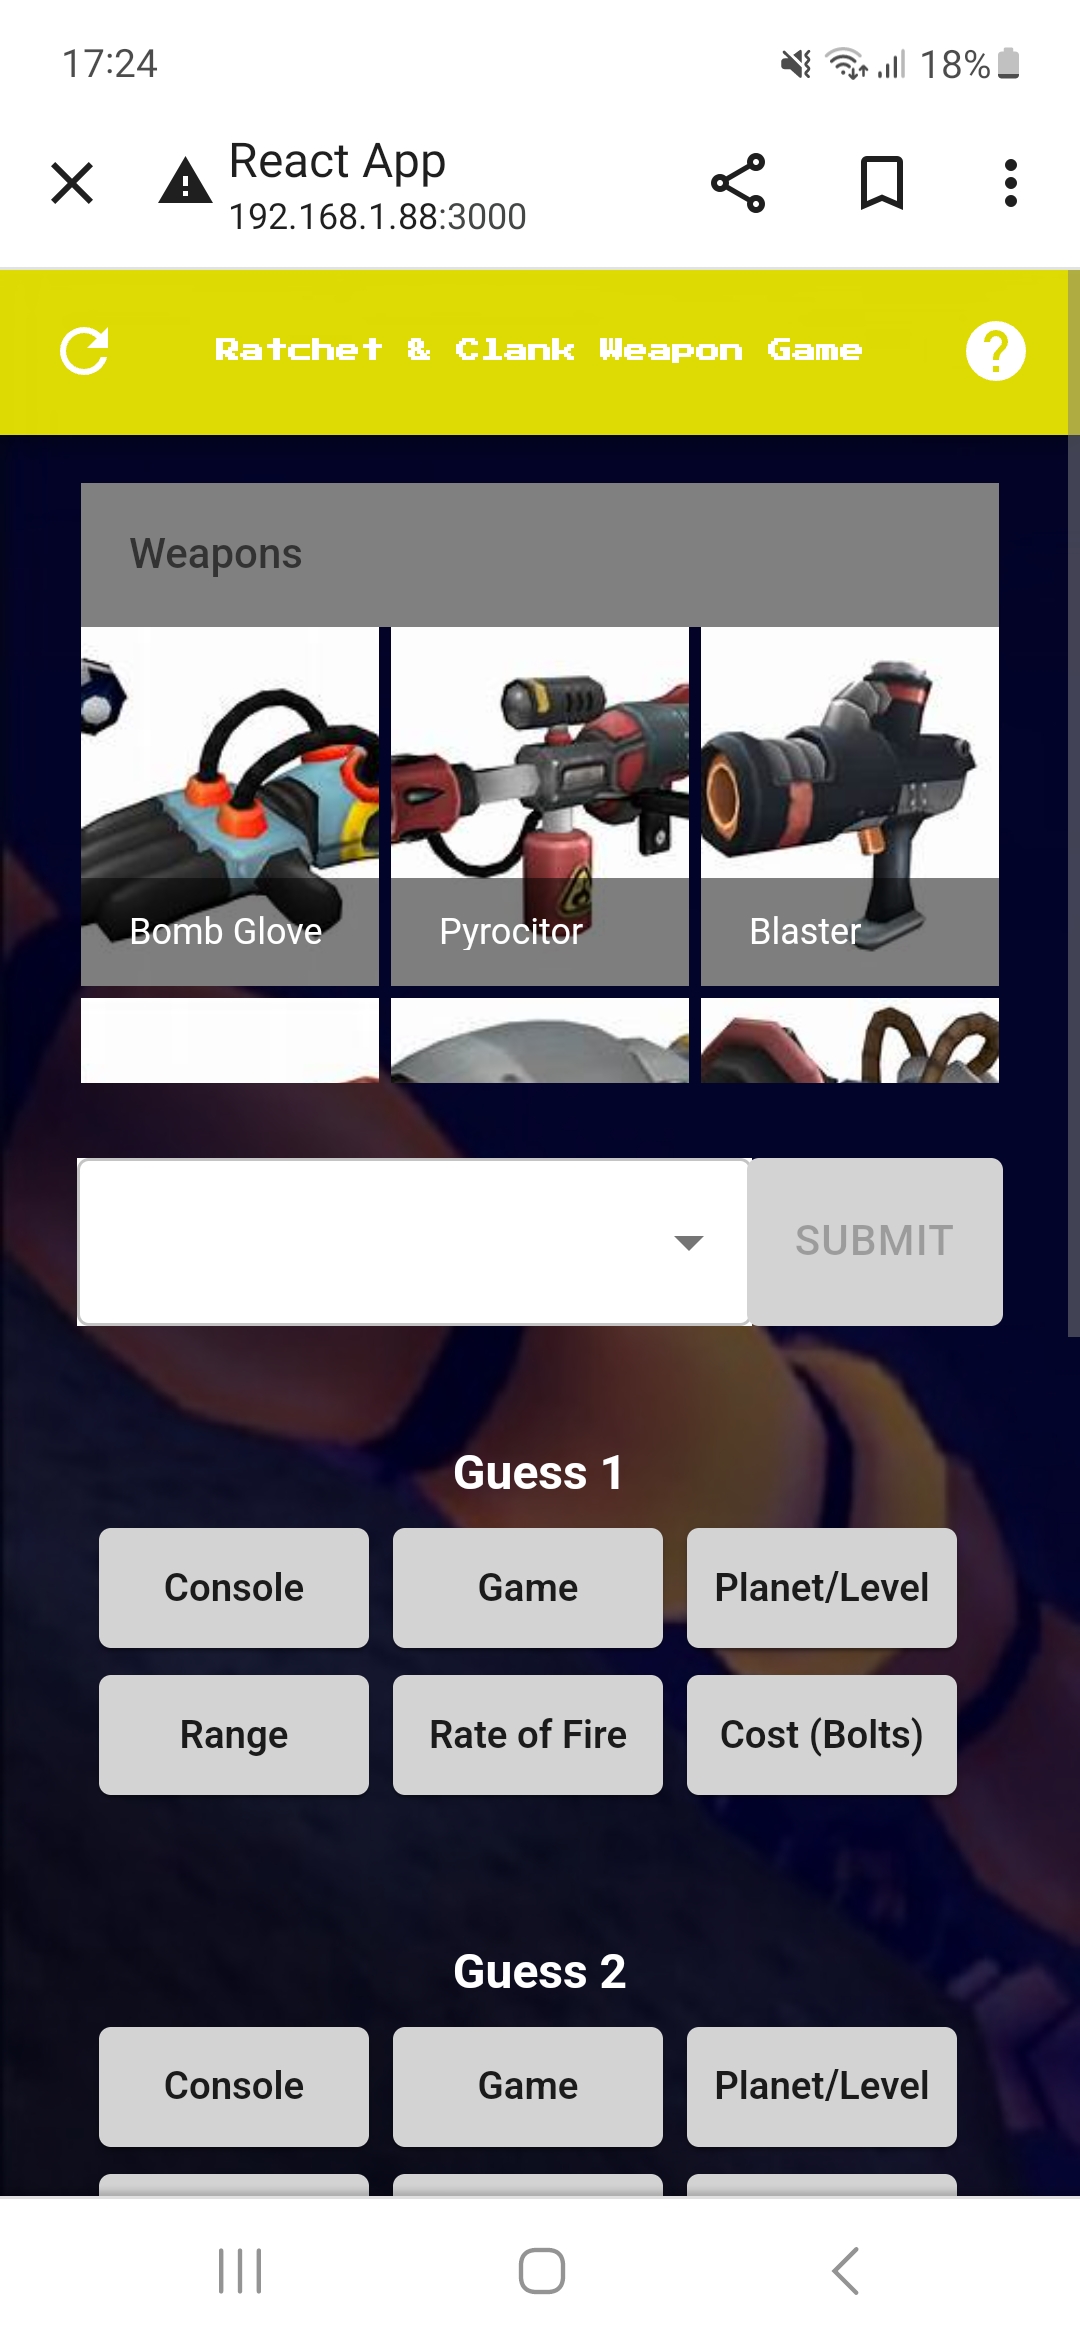 17:24
18%
React App
192.168.1.88:3000
Ratchet & Clank Weapon Game
Weapons
Bomb Glove
Pyrocitor
Blaster
SUBMIT
Guess 1
Console
Game
Planet/Level
Range
Rate of Fire
Cost (Bolts)
Guess 2
Console
Game
Planet/Level